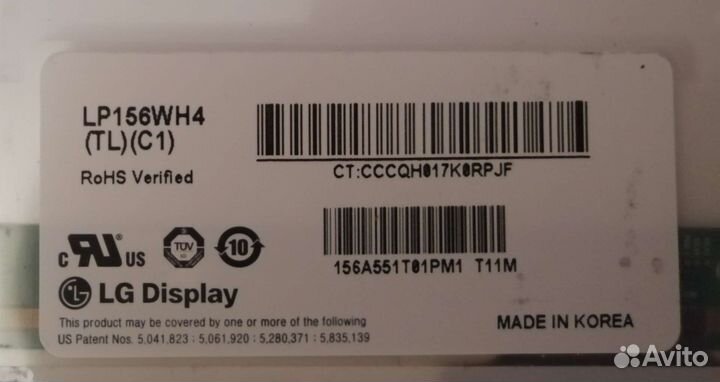 LP156WH4
(TL)(C1)
RoHS Verified
CT:CCCQH017K0RPJF
c RU US
TÜV
10
156A551T01PM1 T11M
LG Display
This product may be covered by one or more of the following
US Patent Nos. 5,041,823 ; 5,061,920 ; 5,280,371 ; 5,835,139
MADE IN KOREA
Avito